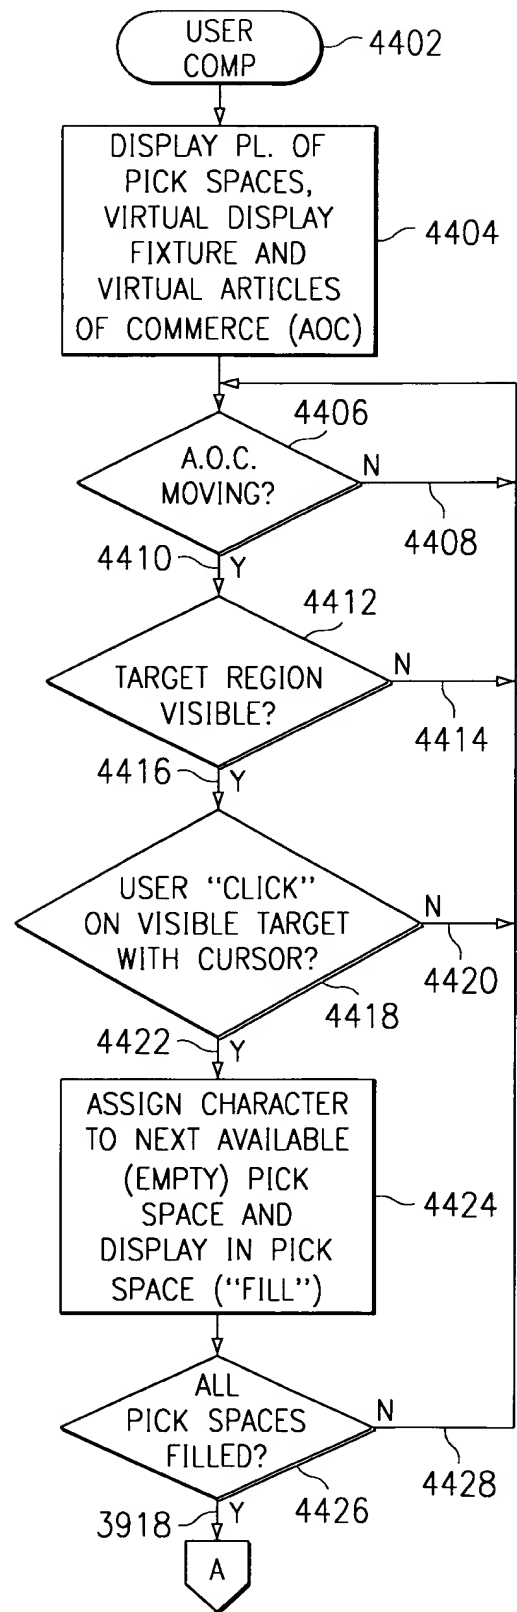 USER
COMP
4402
DISPLAY PL. OF
PICK SPACES,
VIRTUAL DISPLAY
FIXTURE AND
VIRTUAL ARTICLES
OF COMMERCE (AOC)
4404
4406
A.O.C.
MOVING?
N
4408
4410
Y
4412
TARGET REGION
VISIBLE?
N
4414
4416
Y
USER "CLICK"
ON VISIBLE TARGET
WITH CURSOR?
N
4420
4418
4422
Y
ASSIGN CHARACTER
TO NEXT AVAILABLE
(EMPTY) PICK
SPACE AND
DISPLAY IN PICK
SPACE ("FILL")
4424
ALL
PICK SPACES
FILLED?
N
4428
4426
3918
Y
A